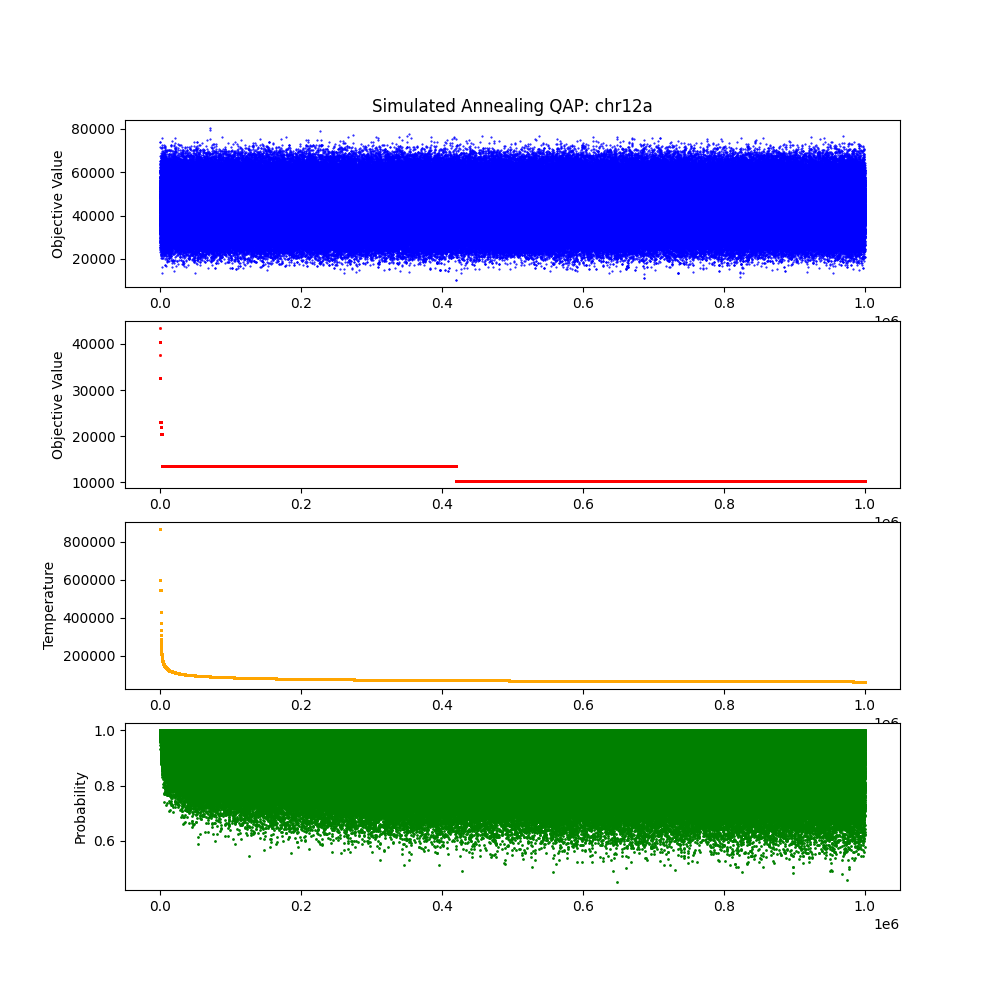 Simulated Annealing QAP: chr12a
80000
60000
40000
20000
Objective Value
0.0 0.2 0.4 0.6 0.8 1.0
1e6
40000
30000
20000
10000
Objective Value
0.0 0.2 0.4 0.6 0.8 1.0
1e6
800000
600000
400000
200000
Temperature
0.0 0.2 0.4 0.6 0.8 1.0
1e6
1.0
0.8
0.6
Probability
0.0 0.2 0.4 0.6 0.8 1.0
1e6